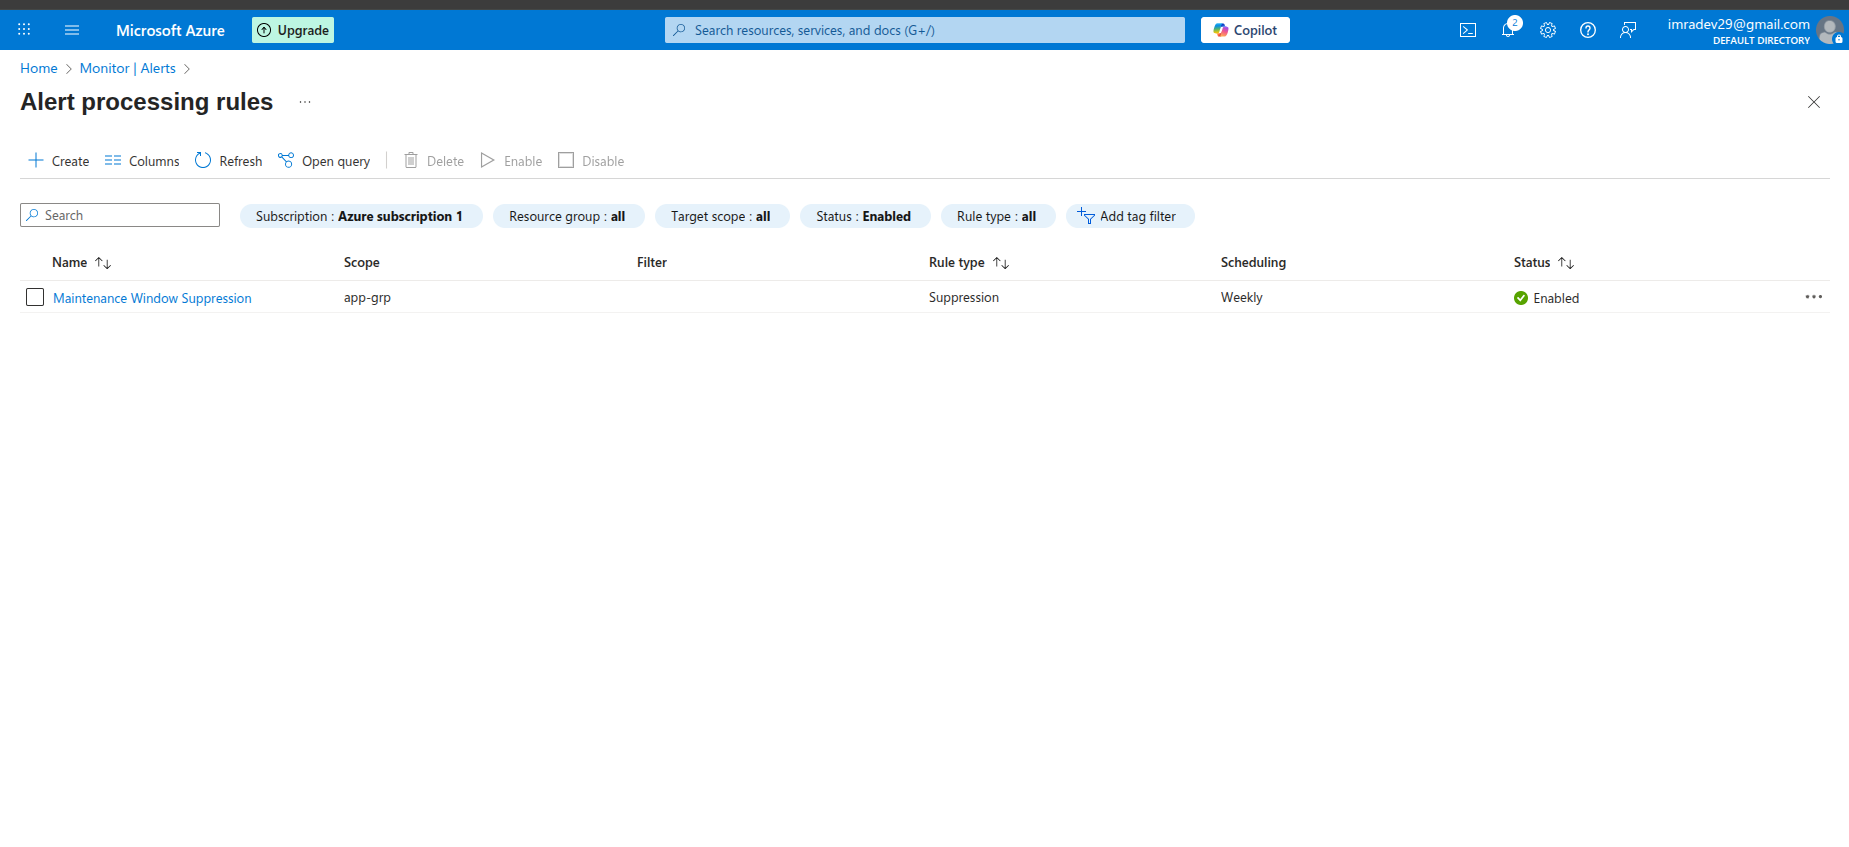 Microsoft Azure
Upgrade
Search resources, services, and docs (G+/)
Copilot
2
imradev29@gmail.com
DEFAULT DIRECTORY
Home
Monitor | Alerts
Alert processing rules
Create
Columns
Refresh
Open query
Delete
Enable
Disable
Search
Subscription : Azure subscription 1
Resource group : all
Target scope : all
Status : Enabled
Rule type : all
Add tag filter
Name
Scope
Filter
Rule type
Scheduling
Status
Maintenance Window Suppression
app-grp
Suppression
Weekly
Enabled